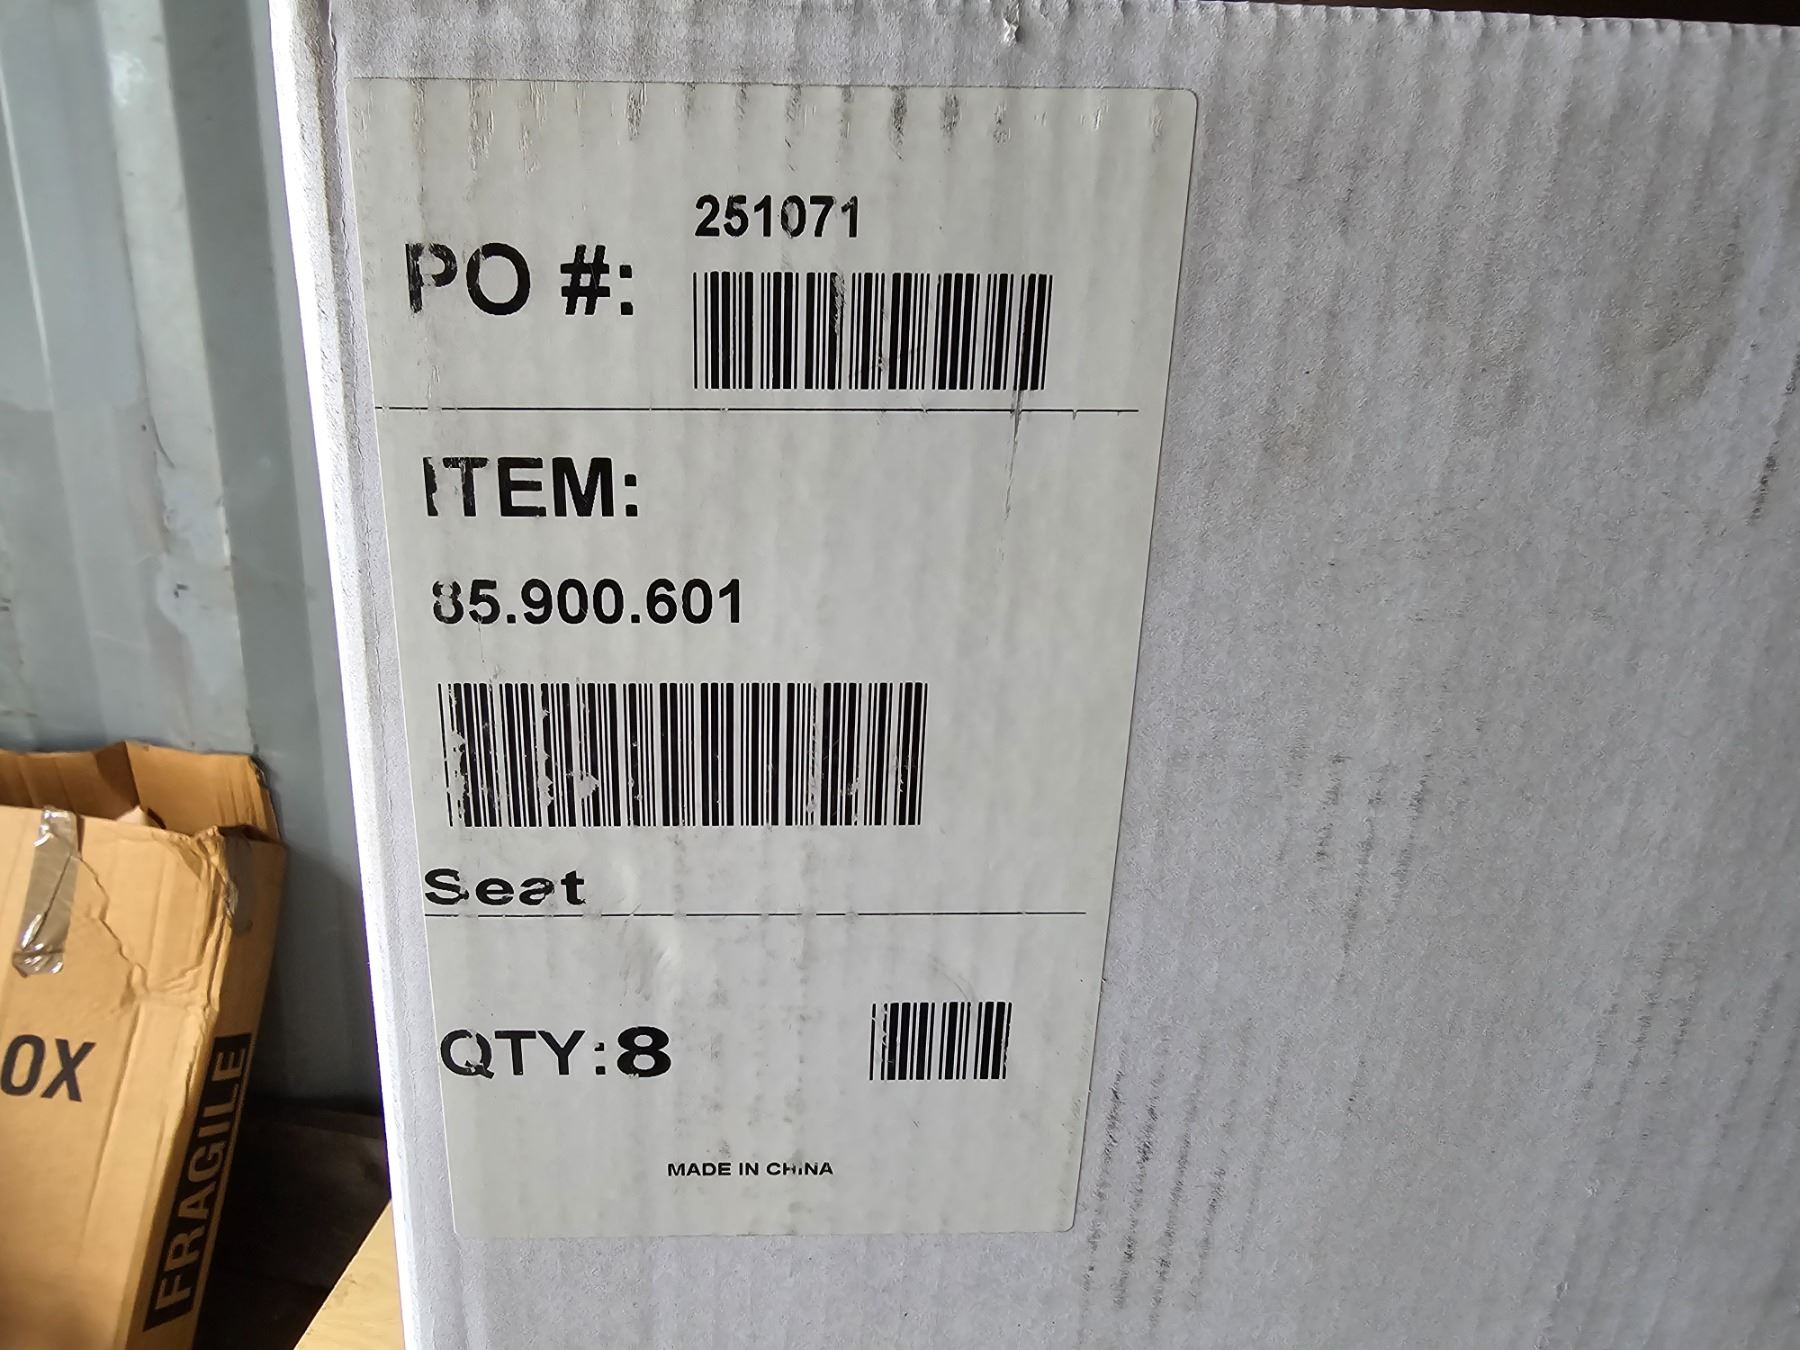 251071
PO #:
ITEM:
85.900.601
Seat
QTY:8
MADE IN CHINA
OX
FRAGILE